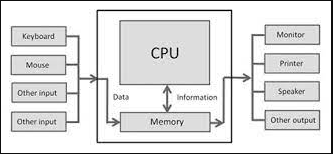 Keyboard
Mouse
Other input
Other input
CPU
Data
Information
Memory
Monitor
Printer
Speaker
Other output